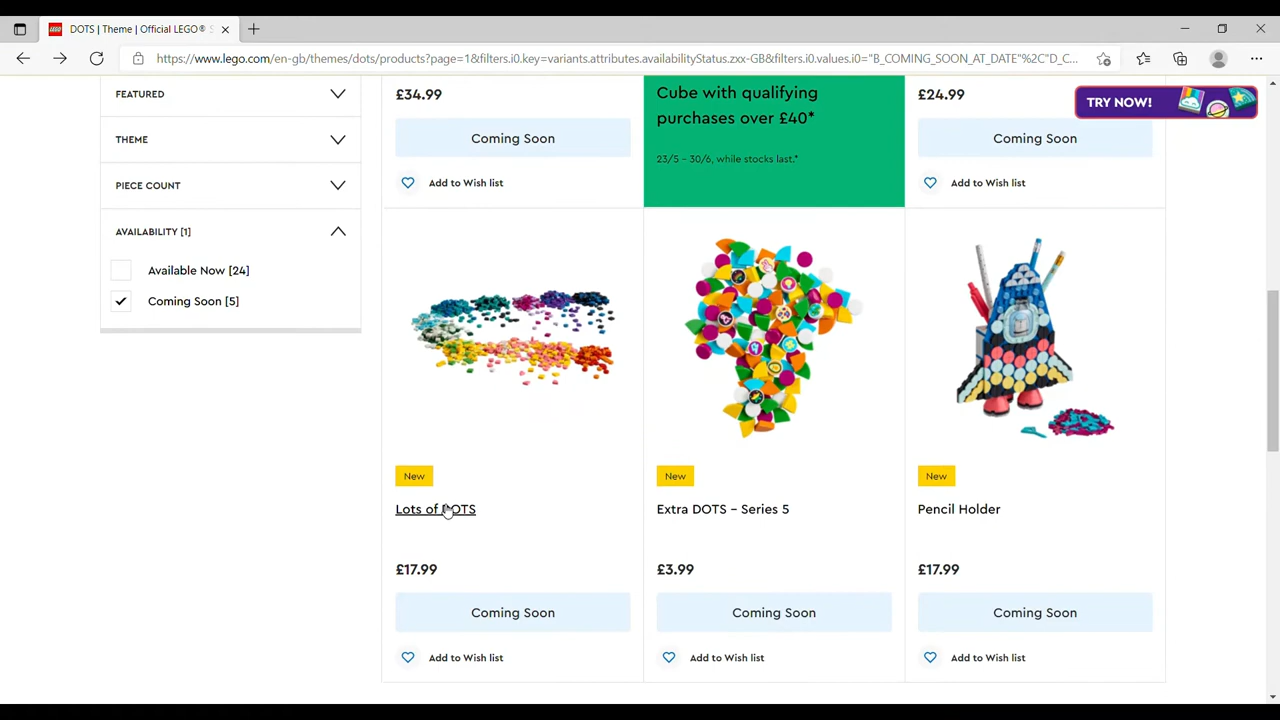 DOTS | Theme | Official LEGO® S
https://www.lego.com/en-gb/themes/dots/products?page=1&filters.i0.key=variants.attributes.availabilityStatus.zxx-GB&filters.i0.values.i0="B_COMING_SOON_AT_DATE"%2C"D_C...
FEATURED
THEME
PIECE COUNT
AVAILABILITY [1]
Available Now [24]
Coming Soon [5]
£34.99
Coming Soon
Add to Wish list
Cube with qualifying
purchases over £40*
23/5 – 30/6, while stocks last.*
£24.99
Coming Soon
Add to Wish list
TRY NOW!
New
Lots of DOTS
£17.99
Coming Soon
Add to Wish list
New
Extra DOTS – Series 5
£3.99
Coming Soon
Add to Wish list
New
Pencil Holder
£17.99
Coming Soon
Add to Wish list